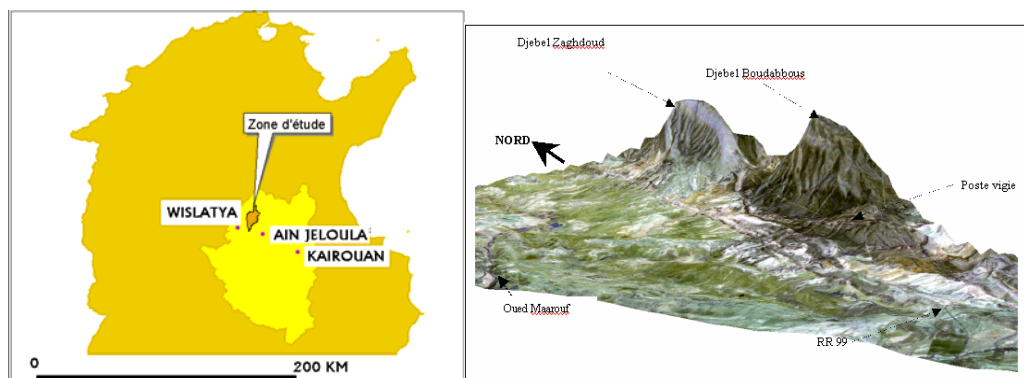 Zone d'étude
WISLATYA
AIN JELOULA
KAIROUAN
0
200 KM
Djebel Zaghdoud
Djebel Boudabbous
NORD
Poste vigie
Oued Maarouf
RR 99